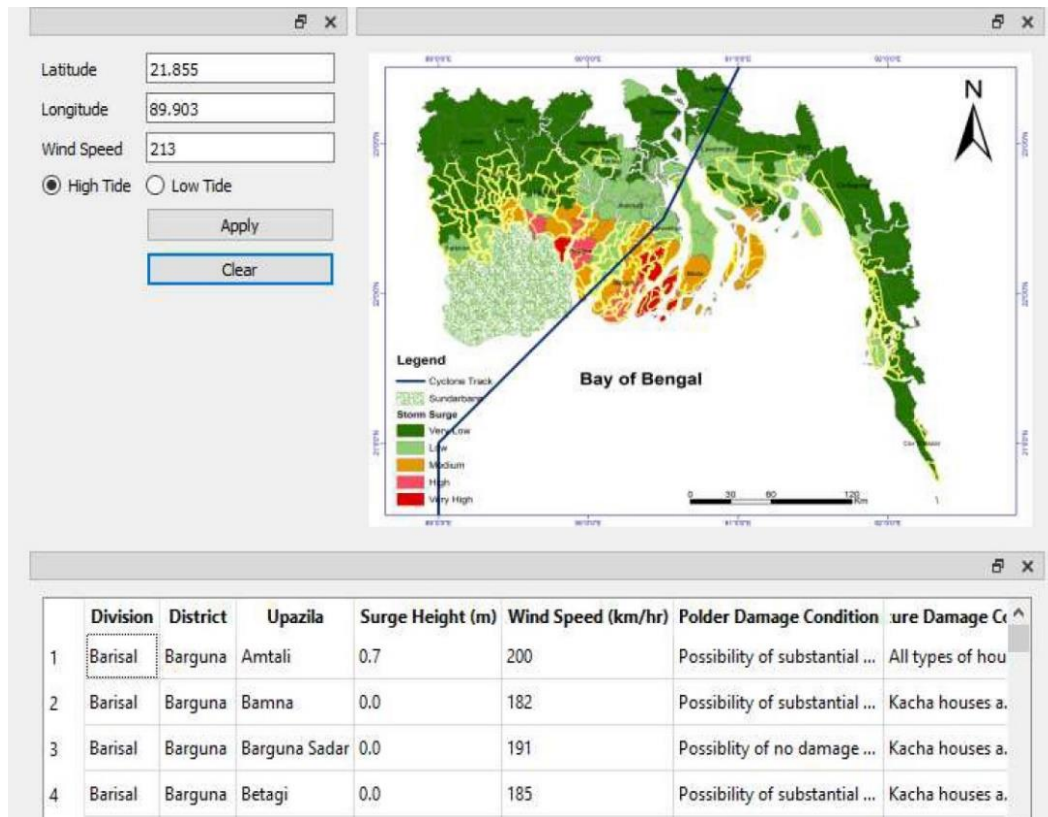 Latitude 21.855
Longitude 89.903
Wind Speed 213
High Tide Low Tide
Apply
Clear
N
Bay of Bengal
Legend
Cyclone Track
Sundarbans
Storm Surge
Very Low
Low
Medium
High
Very High
0 30 60 120
Km
Division District Upazila Surge Height (m) Wind Speed (km/hr) Polder Damage Condition :ure Damage Co
1 Barisal Barguna Amtali 0.7 200 Possibility of substantial ... All types of hou
2 Barisal Barguna Bamna 0.0 182 Possibility of substantial ... Kacha houses a.
3 Barisal Barguna Barguna Sadar 0.0 191 Possiblity of no damage ... Kacha houses a.
4 Barisal Barguna Betagi 0.0 185 Possibility of substantial ... Kacha houses a.